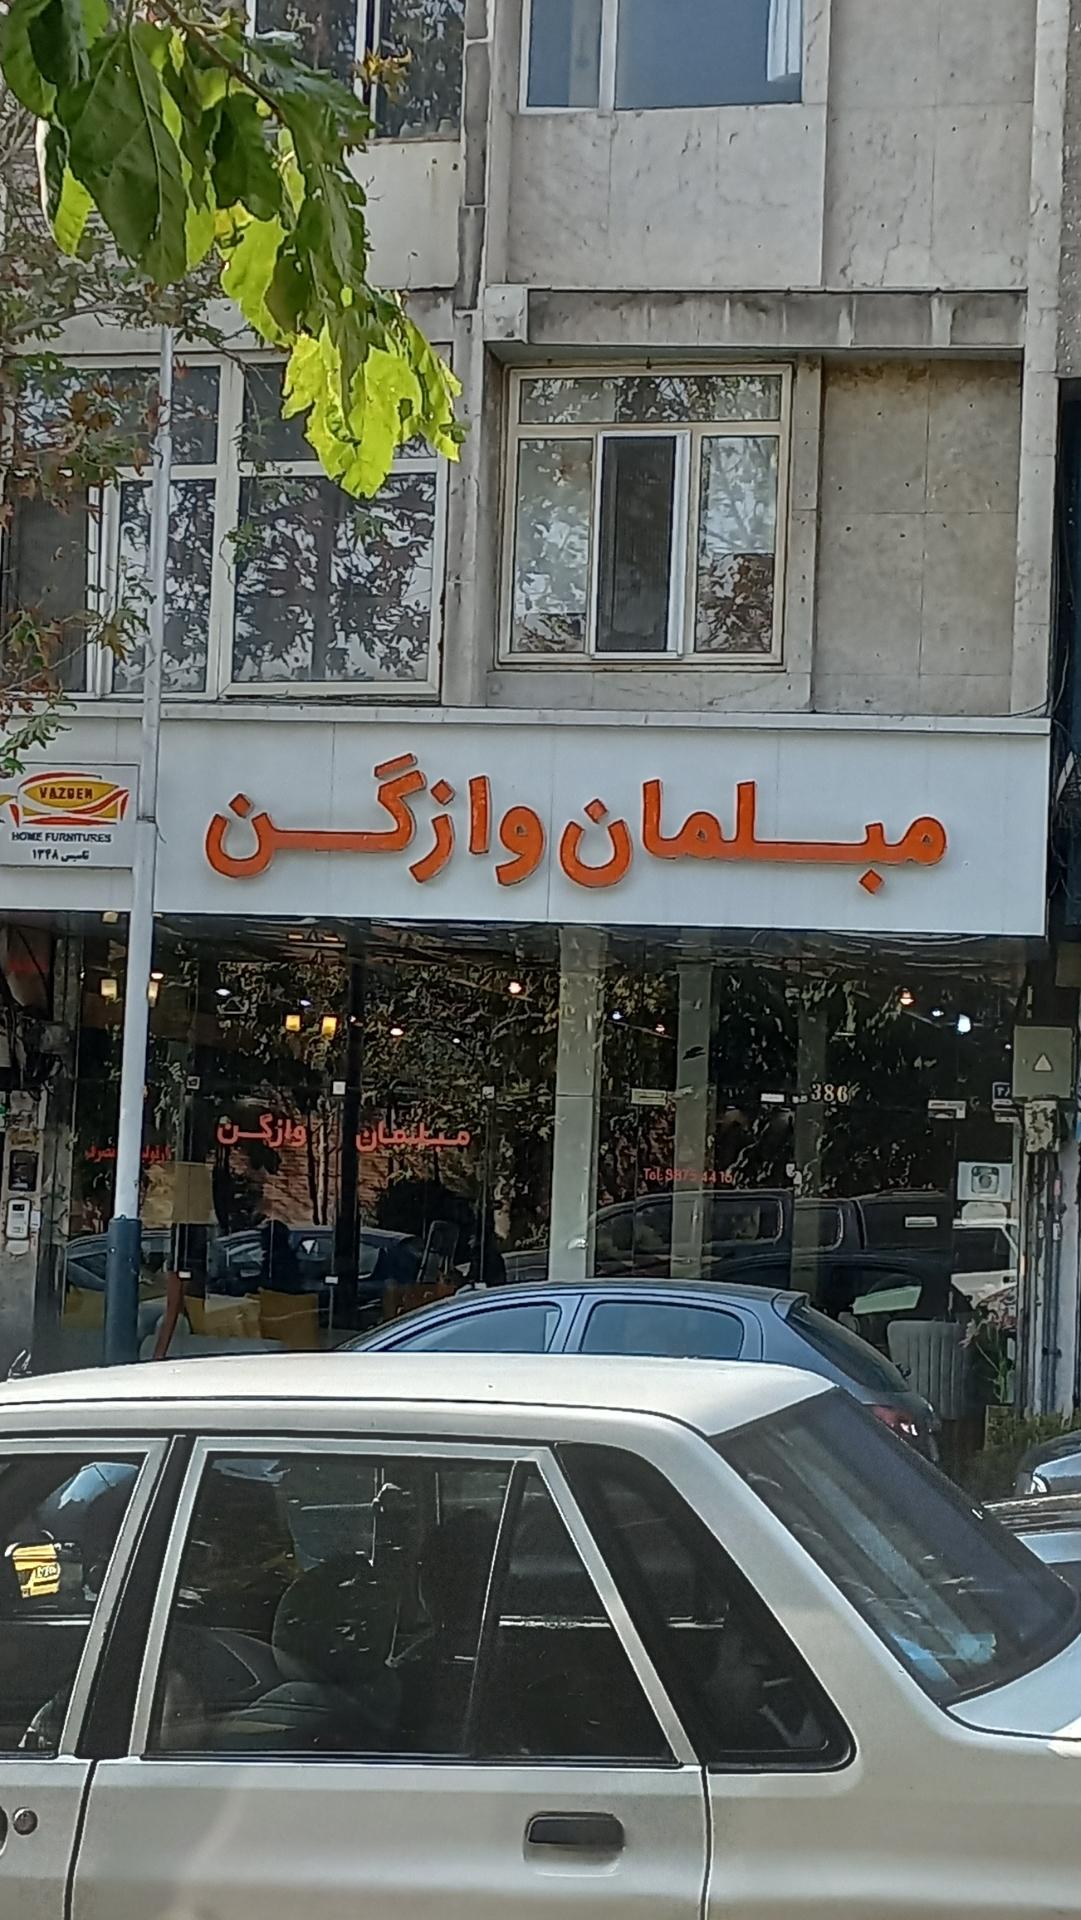 مبلمان وازگن
VAZGEN
HOME FURNITURES
تاسیس ۱۳۴۸
مبلمان وازگن
386